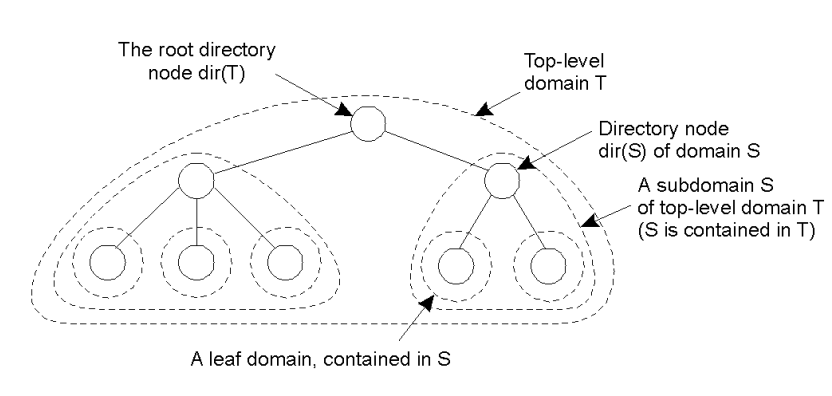 The root directory
node dir(T)
Top-level
domain T
Directory node
dir(S) of domain S
A subdomain S
of top-level domain T
(S is contained in T)
A leaf domain, contained in S